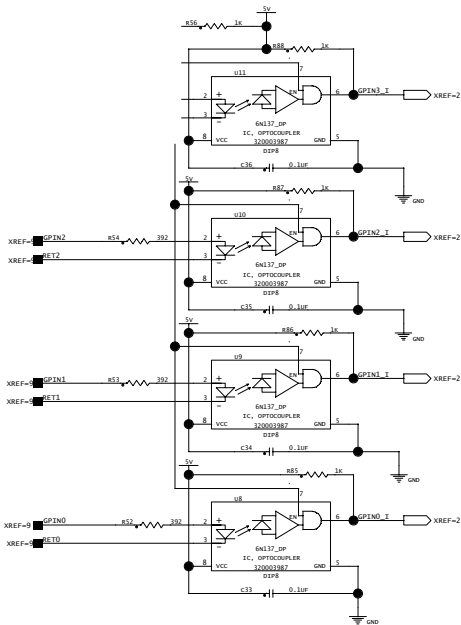 5V
R56 1K
R88 1K
7
U11
EN
2 + 6 GPIN3_I XREF=2
3 −
6N137_DP
8 VCC IC, OPTOCOUPLER GND 5
320003987
DIP8
C36 0.1UF
GND
5V
R87 1K
7
U10
EN
XREF=9 GPIN2 R54 392 2 + 6 GPIN2_I XREF=2
XREF=9 RET2 3 −
6N137_DP
8 VCC IC, OPTOCOUPLER GND 5
320003987
DIP8
C35 0.1UF
GND
5V
R86 1K
7
U9
EN
XREF=9 GPIN1 R53 392 2 + 6 GPIN1_I XREF=2
XREF=9 RET1 3 −
6N137_DP
8 VCC IC, OPTOCOUPLER GND 5
320003987
DIP8
C34 0.1UF
GND
5V
R85 1K
7
U8
EN
XREF=9 GPIN0 R52 392 2 + 6 GPIN0_I XREF=2
XREF=9 RET0 3 −
6N137_DP
8 VCC IC, OPTOCOUPLER GND 5
320003987
DIP8
C33 0.1UF
GND